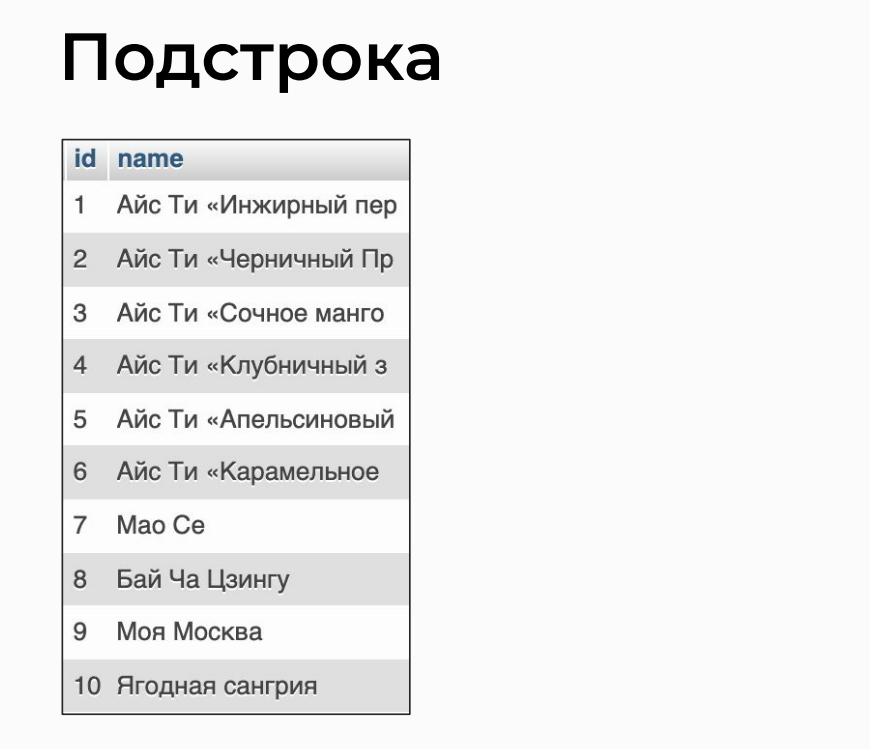 Подстрока
id name
1 Айс Ти «Инжирный пер
2 Айс Ти «Черничный Пр
3 Айс Ти «Сочное манго
4 Айс Ти «Клубничный з
5 Айс Ти «Апельсиновый
6 Айс Ти «Карамельное
7 Мао Се
8 Бай Ча Цзингу
9 Моя Москва
10 Ягодная сангрия